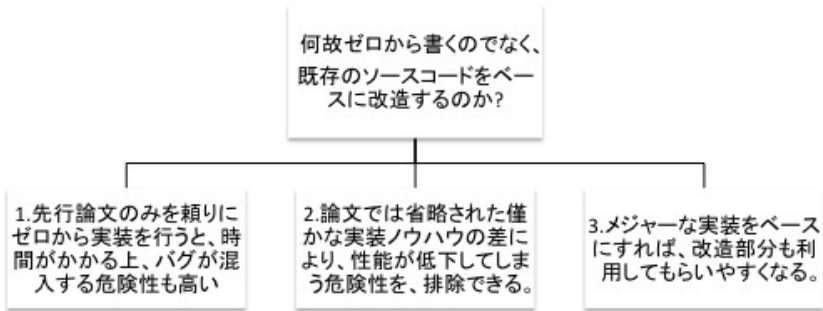 何故ゼロから書くのでなく、
既存のソースコードをベー
スに改造するのか?
1.先行論文のみを頼りに
ゼロから実装を行うと、時
間がかかる上、バグが混
入する危険性も高い
2.論文では省略された僅
かな実装ノウハウの差に
より、性能が低下してしま
う危険性を、排除できる。
3.メジャーな実装をベース
にすれば、改造部分も利
用してもらいやすくなる。